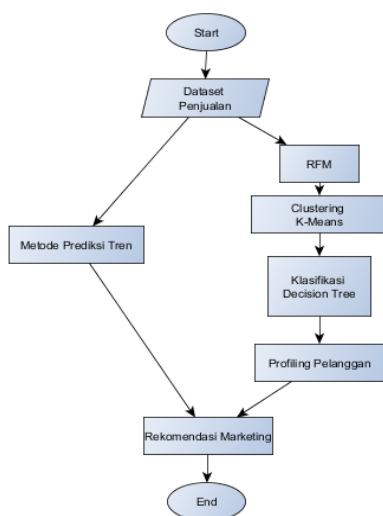 Start
Dataset
Penjualan
RFM
Clustering
K-Means
Metode Prediksi Tren
Klasifikasi
Decision Tree
Profiling Pelanggan
Rekomendasi Marketing
End